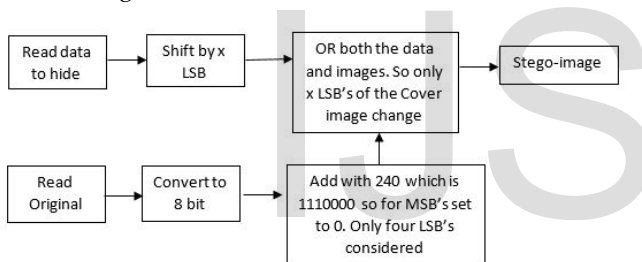 Read data
to hide
Shift by x
LSB
OR both the data
and images. So only
x LSB's of the Cover
image change
Stego-image
Read
Original
Convert to
8 bit
Add with 240 which is
1110000 so for MSB's set
to 0. Only four LSB's
considered
IJS